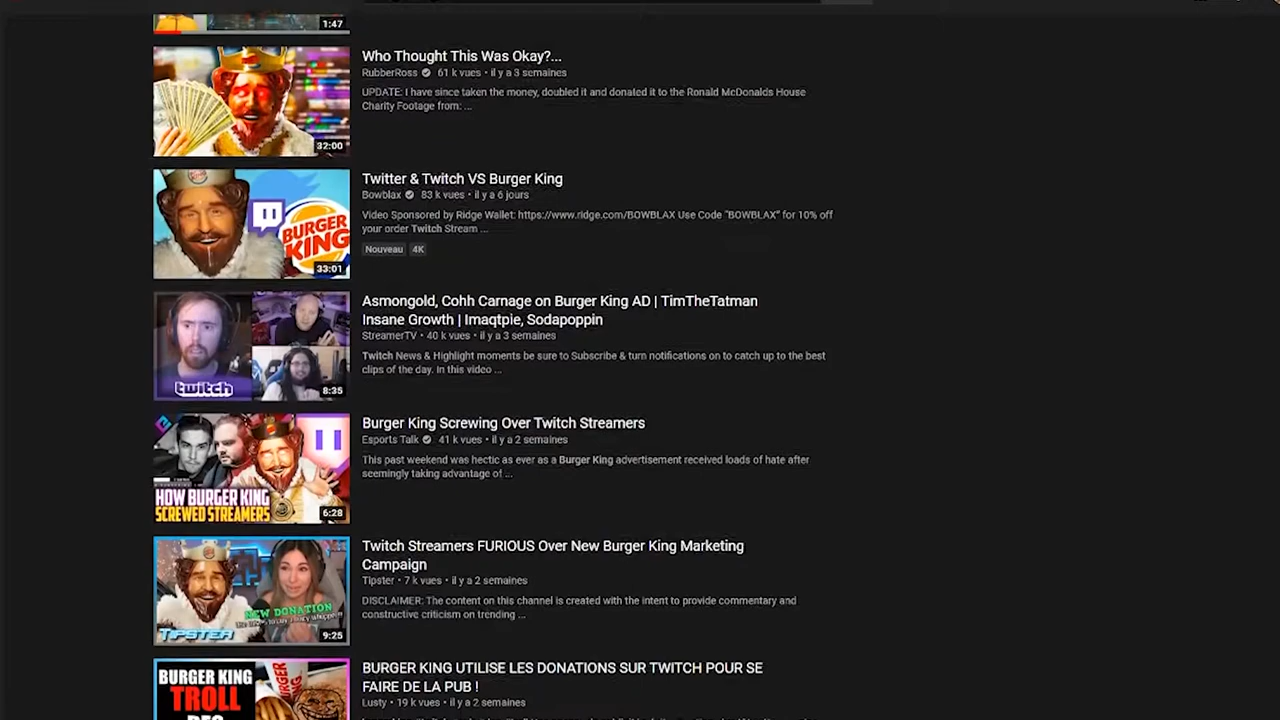 1:47
Who Thought This Was Okay?...
RubberRoss 61 k vues • il y a 3 semaines
UPDATE: I have since taken the money, doubled it and donated it to the Ronald McDonalds House
Charity Footage from: ...
32:00
Twitter & Twitch VS Burger King
Bowblax 83 k vues • il y a 6 jours
Video Sponsored by Ridge Wallet: https://www.ridge.com/BOWBLAX Use Code "BOWBLAX" for 10% off
your order Twitch Stream ...
Nouveau 4K
BURGER
KING
33:01
Asmongold, Cohh Carnage on Burger King AD | TimTheTatman
Insane Growth | Imaqtpie, Sodapoppin
StreamerTV • 40 k vues • il y a 3 semaines
Twitch News & Highlight moments be sure to Subscribe & turn notifications on to catch up to the best
clips of the day. In this video ...
twitch
8:35
Burger King Screwing Over Twitch Streamers
Esports Talk 41 k vues • il y a 2 semaines
This past weekend was hectic as ever as a Burger King advertisement received loads of hate after
seemingly taking advantage of ...
HOW BURGER KING
SCREWED STREAMERS
6:28
Twitch Streamers FURIOUS Over New Burger King Marketing
Campaign
Tipster • 7 k vues • il y a 2 semaines
DISCLAIMER: The content on this channel is created with the intent to provide commentary and
constructive criticism on trending ...
NEW DONATION
TIPSTER
9:25
BURGER KING UTILISE LES DONATIONS SUR TWITCH POUR SE
FAIRE DE LA PUB !
Lusty • 19 k vues • il y a 2 semaines
BURGER KING
TROLL
DES